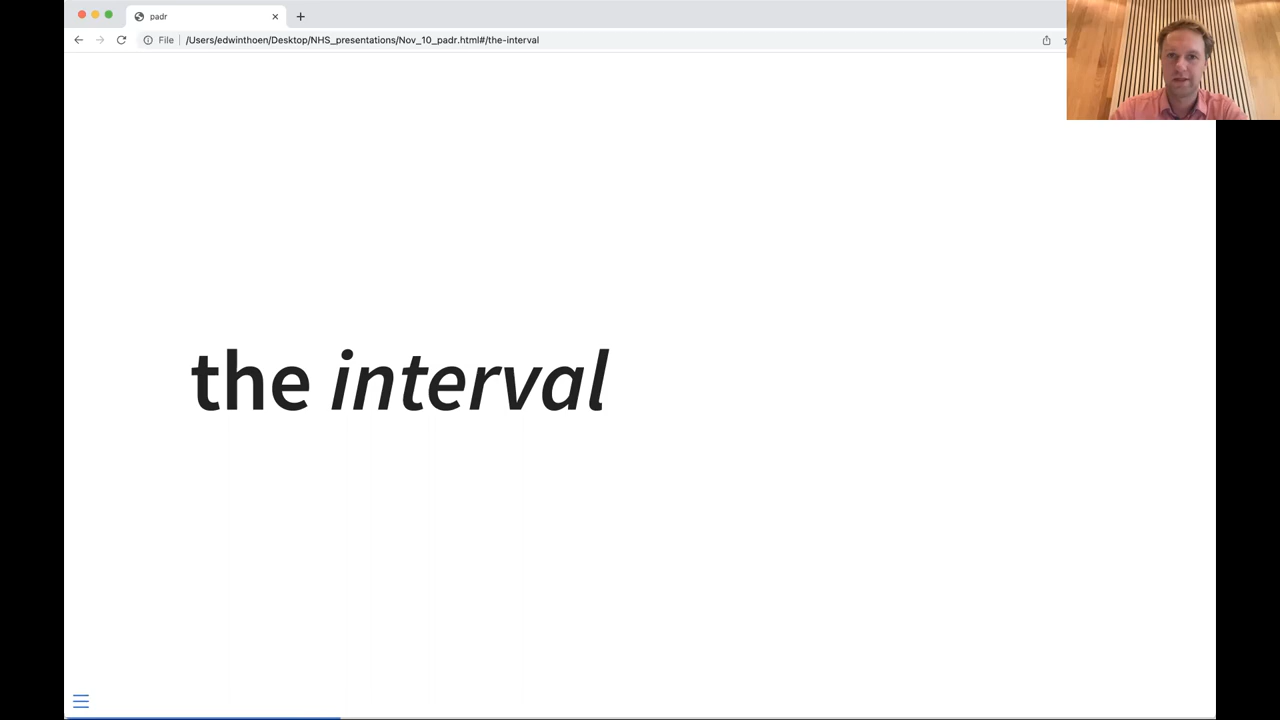 padr
File
/Users/edwinthoen/Desktop/NHS_presentations/Nov_10_padr.html#/the-interval
the interval